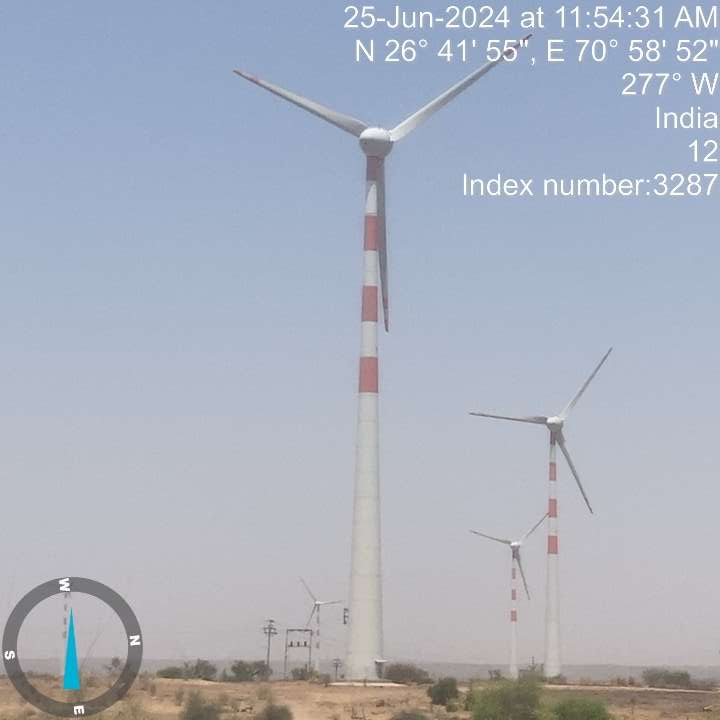 25-Jun-2024 at 11:54:31 AM
N 26° 41' 55", E 70° 58' 52"
277° W
India
12
Index number:3287
W
N
S
E